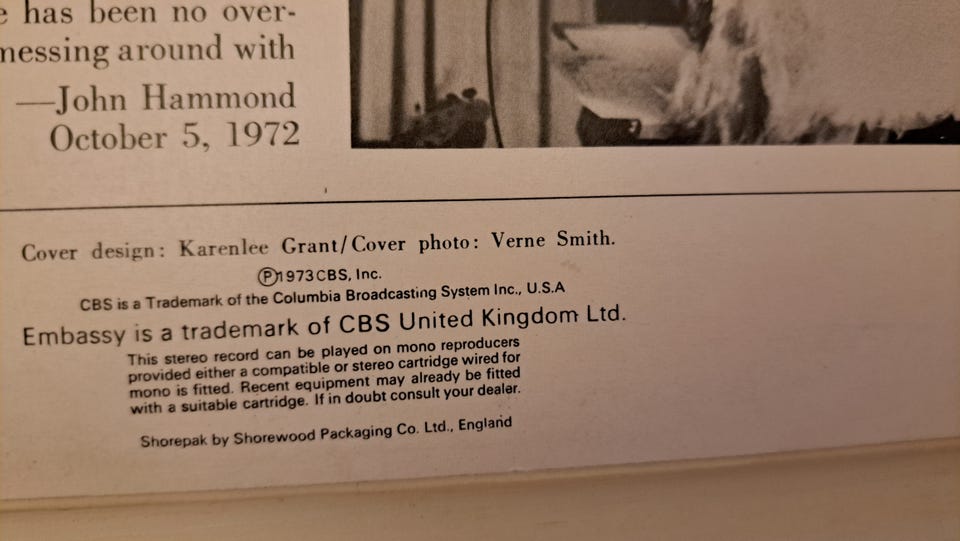 e has been no over-
messing around with
—John Hammond
October 5, 1972
Cover design: Karenlee Grant/Cover photo: Verne Smith.
Ⓟ1973CBS, Inc.
CBS is a Trademark of the Columbia Broadcasting System Inc., U.S.A
Embassy is a trademark of CBS United Kingdom Ltd.
This stereo record can be played on mono reproducers
provided either a compatible or stereo cartridge wired for
mono is fitted. Recent equipment may already be fitted
with a suitable cartridge. If in doubt consult your dealer.
Shorepak by Shorewood Packaging Co. Ltd., England